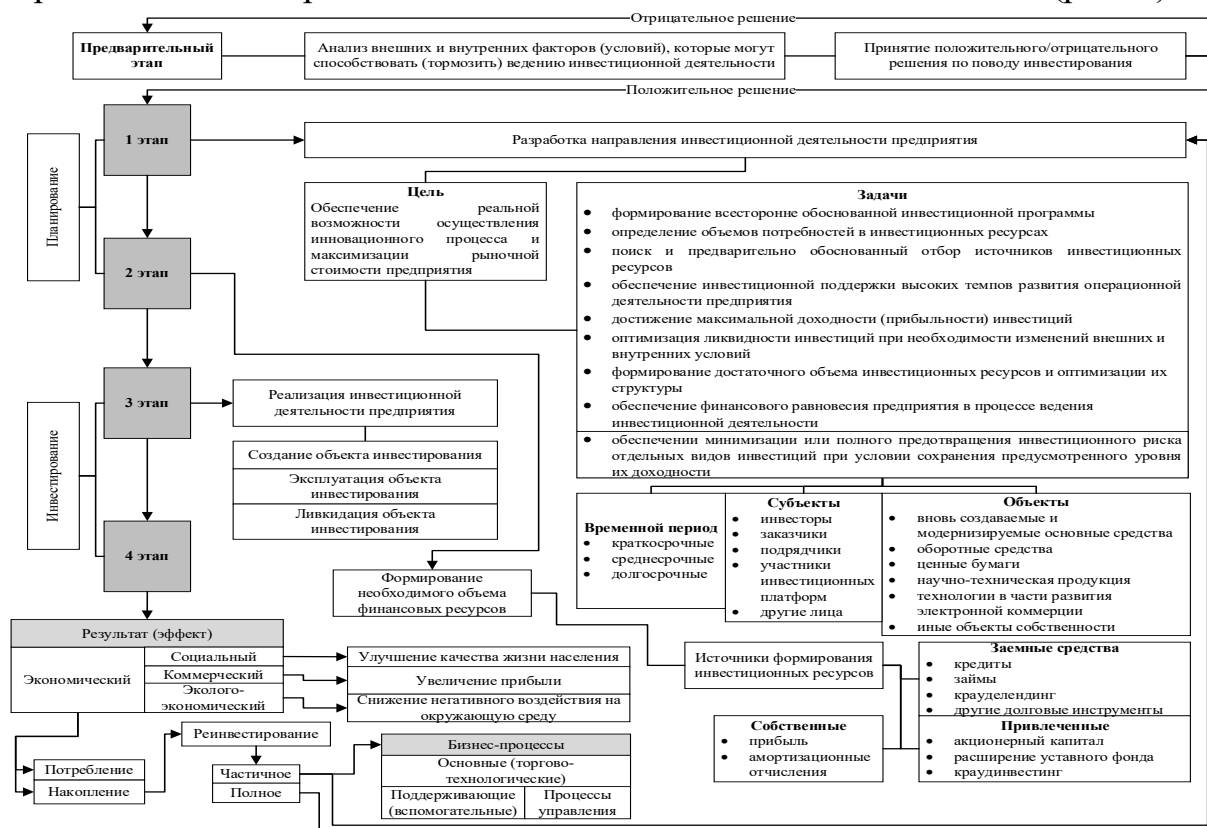 Отрицательное решение
Предварительный
этап
Анализ внешних и внутренних факторов (условий), которые могут
способствовать (тормозить) ведению инвестиционной деятельности
Принятие положительного/отрицательного
решения по поводу инвестирования
Положительное решение
Планирование
1 этап
Разработка направления инвестиционной деятельности предприятия
Цель
Обеспечение реальной
возможности осуществления
инновационного процесса и
максимизации рыночной
стоимости предприятия
Задачи
• формирование всесторонне обоснованной инвестиционной программы
• определение объемов потребностей в инвестиционных ресурсах
• поиск и предварительно обоснованный отбор источников инвестиционных
ресурсов
• обеспечение инвестиционной поддержки высоких темпов развития операционной
деятельности предприятия
• достижение максимальной доходности (прибыльности) инвестиций
• оптимизация ликвидности инвестиций при необходимости изменений внешних и
внутренних условий
• формирование достаточного объема инвестиционных ресурсов и оптимизации их
структуры
• обеспечение финансового равновесия предприятия в процессе ведения
инвестиционной деятельности
• обеспечении минимизации или полного предотвращения инвестиционного риска
отдельных видов инвестиций при условии сохранения предусмотренного уровня
их доходности
2 этап
Инвестирование
3 этап
Реализация инвестиционной
деятельности предприятия
Создание объекта инвестирования
Эксплуатация объекта
инвестирования
Ливкидация объекта
инвестирования
4 этап
Временной период
• краткосрочные
• среднесрочные
• долгосрочные
Субъекты
• инвесторы
• заказчики
• подрядчики
• участники
инвестиционных
платформ
• другие лица
Объекты
• вновь создаваемые и
модернизируемые основные средства
• оборотные средства
• ценные бумаги
• научно-техническая продукция
• технологии в части развития
электронной коммерции
• иные объекты собственности
Формирование
необходимого объема
финансовых ресурсов
Результат (эффект)
Экономический
Социальный
Коммерческий
Эколого-
экономический
Улучшение качества жизни населения
Увеличение прибыли
Снижение негативного воздействия на
окружающую среду
Источники формирования
инвестиционных ресурсов
Заемные средства
• кредиты
• займы
• крауделендинг
• другие долговые инструменты
Собственные
• прибыль
• амортизационные
отчисления
Привлеченные
• акционерный капитал
• расширение уставного фонда
• краудинвестинг
Реинвестирование
Потребление
Накопление
Частичное
Полное
Бизнес-процессы
Основные (торгово-
технологические)
Поддерживающие
(вспомогательные)
Процессы
управления